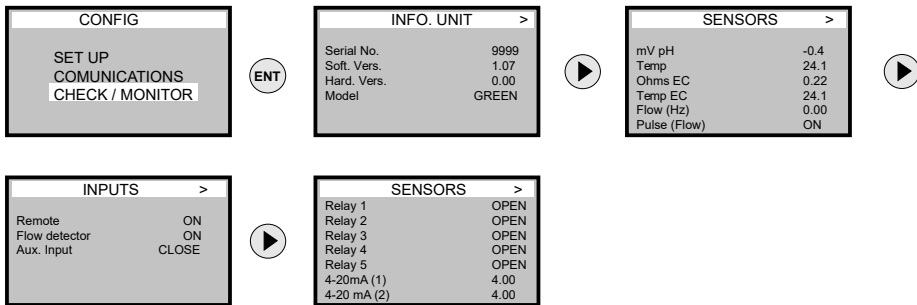 CONFIG
SET UP
COMUNICATIONS
CHECK / MONITOR
ENT
INFO. UNIT >
Serial No. 9999
Soft. Vers. 1.07
Hard. Vers. 0.00
Model GREEN
SENSORS >
mV pH -0.4
Temp 24.1
Ohms EC 0.22
Temp EC 24.1
Flow (Hz) 0.00
Pulse (Flow) ON
INPUTS >
Remote ON
Flow detector ON
Aux. Input CLOSE
SENSORS >
Relay 1 OPEN
Relay 2 OPEN
Relay 3 OPEN
Relay 4 OPEN
Relay 5 OPEN
4-20mA (1) 4.00
4-20 mA (2) 4.00